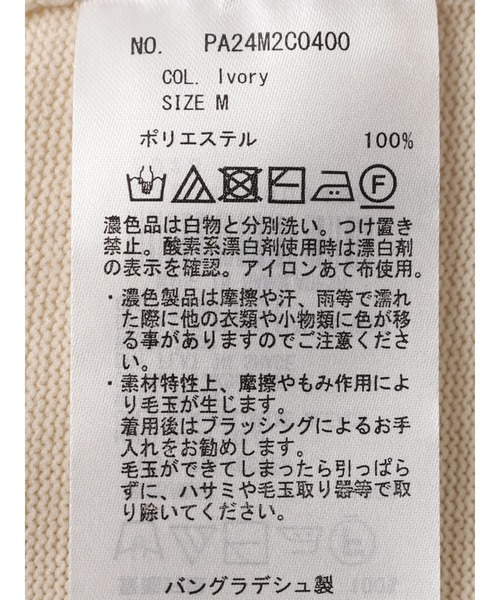 NO. PA24M2C0400
COL. Ivory
SIZE M
ポリエステル 100%
F
濃色品は白物と分別洗い。つけ置き
禁止。酸素系漂白剤使用時は漂白剤
の表示を確認。アイロンあて布使用。
・濃色製品は摩擦や汗、雨等で濡れ
た際に他の衣類や小物類に色が移
る事がありますのでご注意くださ
い。
・素材特性上、摩擦やもみ作用によ
り毛玉が生じます。
着用後はブラッシングによるお手
入れをお勧めします。
毛玉ができてしまったら引っぱら
ずに、ハサミや毛玉取り器等で取
り除いてください。
バングラデシュ製